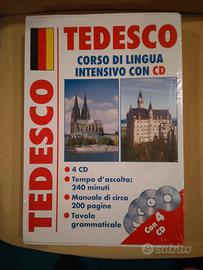 TEDESCO
TEDESCO
CORSO DI LINGUA
INTENSIVO CON CD
• 4 CD
• Tempo d'ascolto:
240 minuti
• Manuale di circa
200 pagine
• Tavola
grammaticale
Con 4
CD
subito